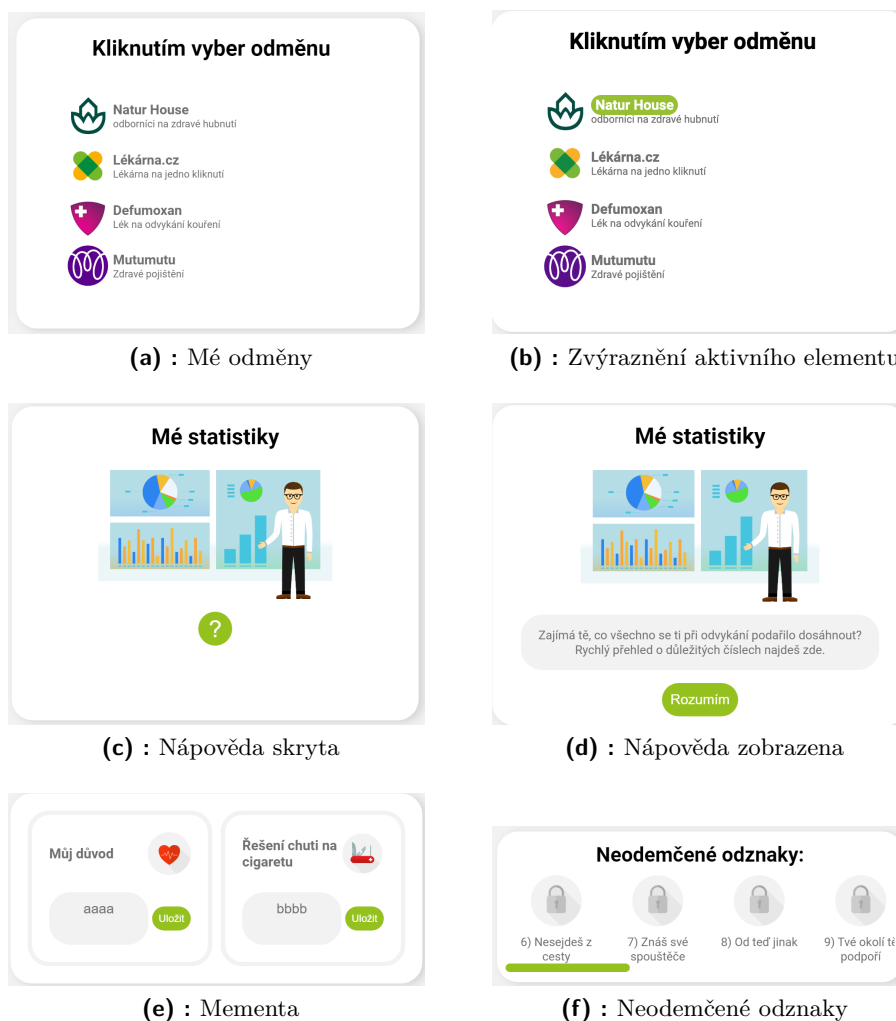 Kliknutím vyber odměnu
Natur House
odborníci na zdravé hubnutí
Lékárna.cz
Lékárna na jedno kliknutí
Defumoxan
Lék na odvykání kouření
Mutumutu
Zdravé pojištění
(a) : Mé odměny
Kliknutím vyber odměnu
Natur House
odborníci na zdravé hubnutí
Lékárna.cz
Lékárna na jedno kliknutí
Defumoxan
Lék na odvykání kouření
Mutumutu
Zdravé pojištění
(b) : Zvýraznění aktivního elementu
Mé statistiky
?
(c) : Nápověda skryta
Mé statistiky
Zajímá tě, co všechno se ti při odvykání podařilo dosáhnout?
Rychlý přehled o důležitých číslech najdeš zde.
Rozumím
(d) : Nápověda zobrazena
Můj důvod
aaaa
Uložit
Řešení chuti na
cigaretu
bbbb
Uložit
(e) : Mementa
Neodemčené odznaky:
6) Nesejdeš z
cesty
7) Znáš své
spouštěče
8) Od teď jinak
9) Tvé okolí tě
podpoří
(f) : Neodemčené odznaky